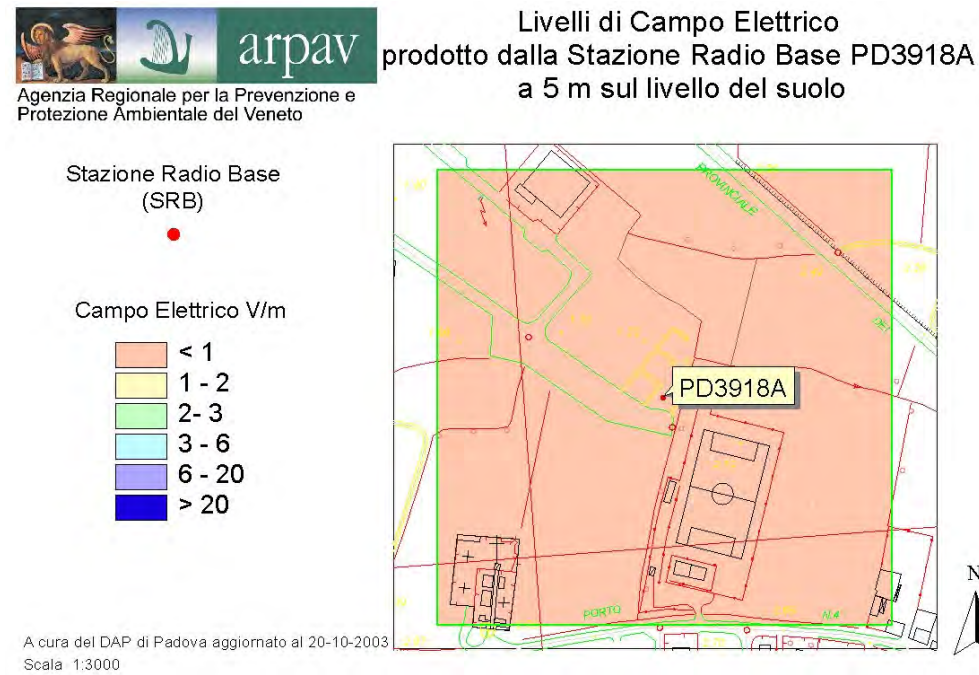 arpav
Agenzia Regionale per la Prevenzione e
Protezione Ambientale del Veneto
Livelli di Campo Elettrico
prodotto dalla Stazione Radio Base PD3918A
a 5 m sul livello del suolo
Stazione Radio Base
(SRB)
Campo Elettrico V/m
< 1
1 - 2
2- 3
3 - 6
6 - 20
> 20
PROVINCIALE
DEI
PD3918A
PORTO
N.4
N
A cura del DAP di Padova aggiornato al 20-10-2003
Scala 1:3000